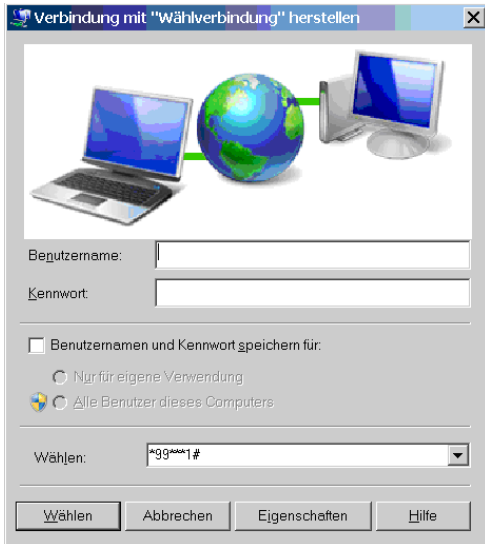 Verbindung mit "Wählverbindung" herstellen
Benutzername:
Kennwort:
Benutzernamen und Kennwort speichern für:
Nur für eigene Verwendung
Alle Benutzer dieses Computers
Wählen: *99***1#
Wählen Abbrechen Eigenschaften Hilfe